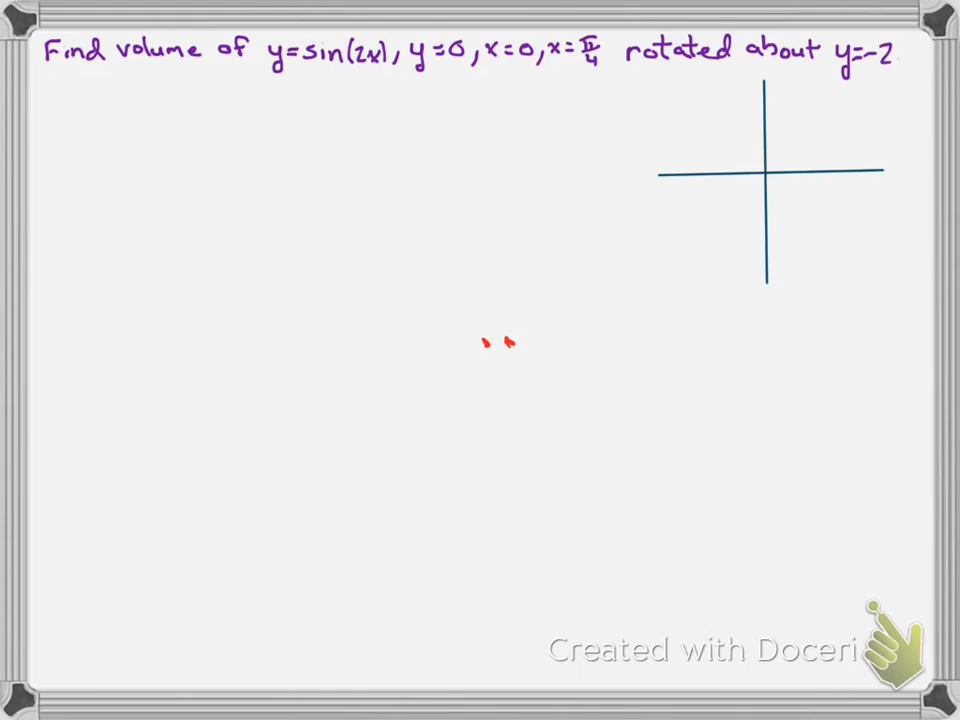 Find volume of y=sin(2x), y=0, x=0, x=π/4 rotated about y=-2
Created with Doceri